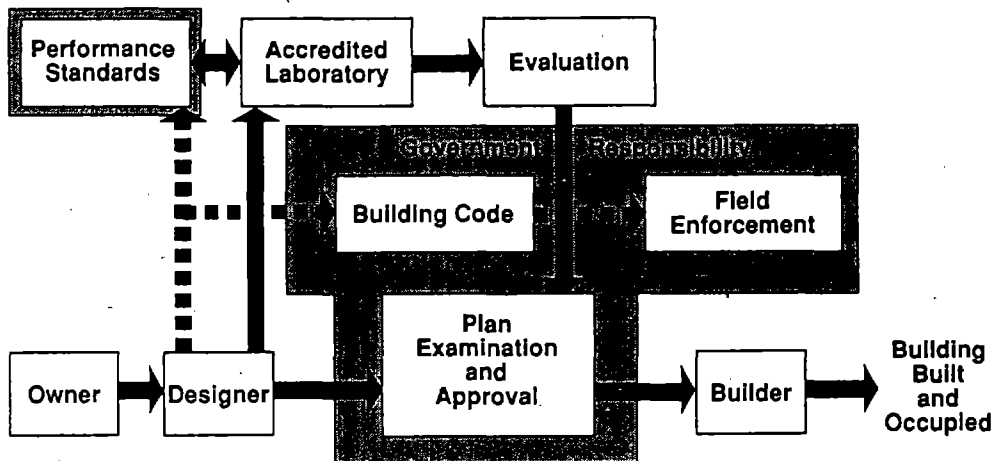 Performance
Standards
Accredited
Laboratory
Evaluation
Government Responsibility
Building Code
Field
Enforcement
Owner
Designer
Plan
Examination
and
Approval
Builder
Building
Built
and
Occupied